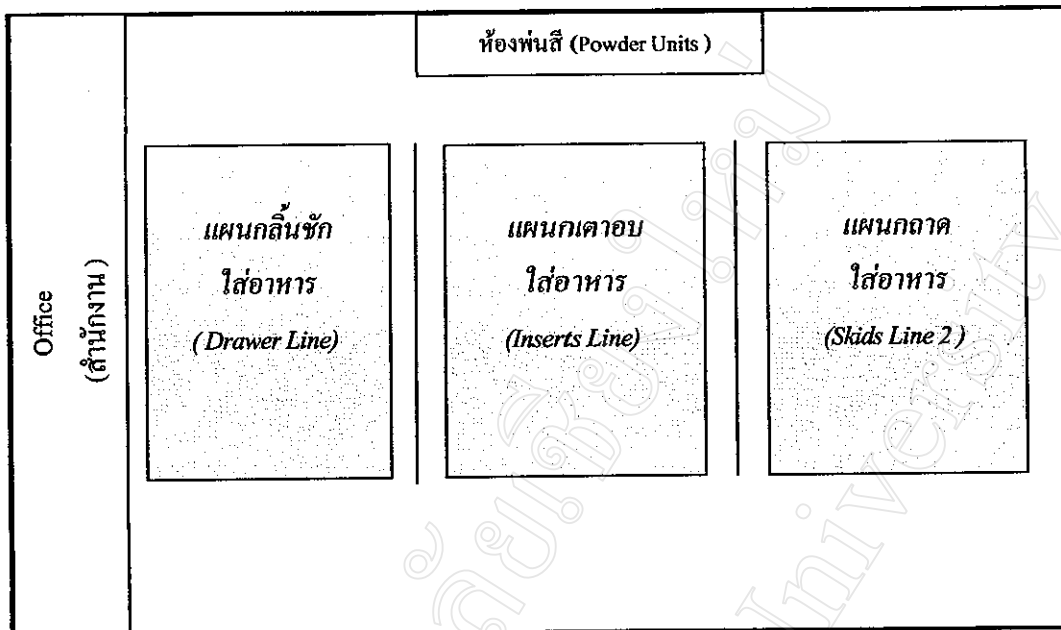 ห้องพ่นสี (Powder Units )
Office
(สำนักงาน )
แผนกลิ้นชัก
ใส่อาหาร
( Drawer Line)
แผนกเตาอบ
ใส่อาหาร
(Inserts Line)
แผนกถาด
ใส่อาหาร
(Skids Line 2 )
University